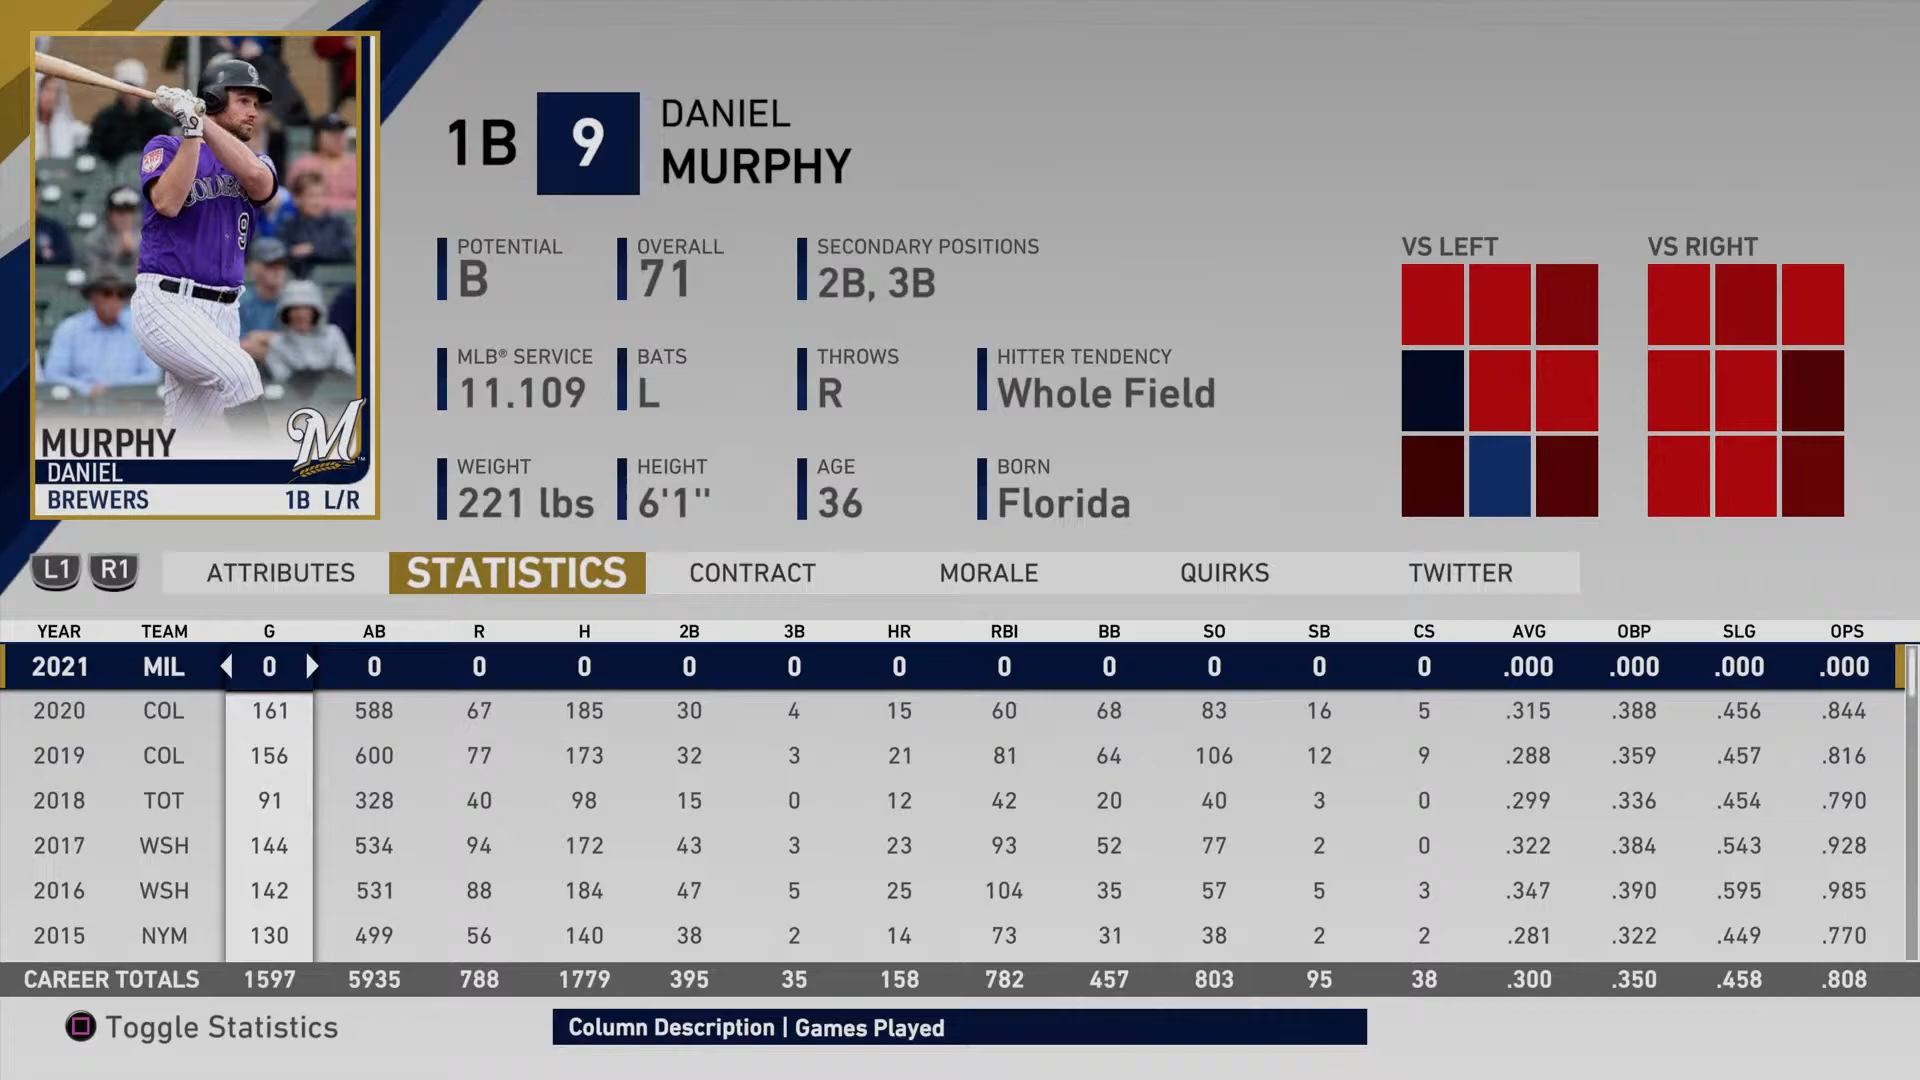 1B 9 DANIEL
MURPHY
POTENTIAL OVERALL SECONDARY POSITIONS VS LEFT VS RIGHT
B 71 2B, 3B
MLB® SERVICE BATS THROWS HITTER TENDENCY
11.109 L R Whole Field
WEIGHT HEIGHT AGE BORN
221 lbs 6'1" 36 Florida
9
M
MURPHY
DANIEL
BREWERS 1B L/R
L1 R1 ATTRIBUTES STATISTICS CONTRACT MORALE QUIRKS TWITTER
YEAR TEAM G AB R H 2B 3B HR RBI BB SO SB CS AVG OBP SLG OPS
2021 MIL 0 0 0 0 0 0 0 0 0 0 0 0 .000 .000 .000 .000
2020 COL 161 588 67 185 30 4 15 60 68 83 16 5 .315 .388 .456 .844
2019 COL 156 600 77 173 32 3 21 81 64 106 12 9 .288 .359 .457 .816
2018 TOT 91 328 40 98 15 0 12 42 20 40 3 0 .299 .336 .454 .790
2017 WSH 144 534 94 172 43 3 23 93 52 77 2 0 .322 .384 .543 .928
2016 WSH 142 531 88 184 47 5 25 104 35 57 5 3 .347 .390 .595 .985
2015 NYM 130 499 56 140 38 2 14 73 31 38 2 2 .281 .322 .449 .770
CAREER TOTALS 1597 5935 788 1779 395 35 158 782 457 803 95 38 .300 .350 .458 .808
Toggle Statistics Column Description | Games Played